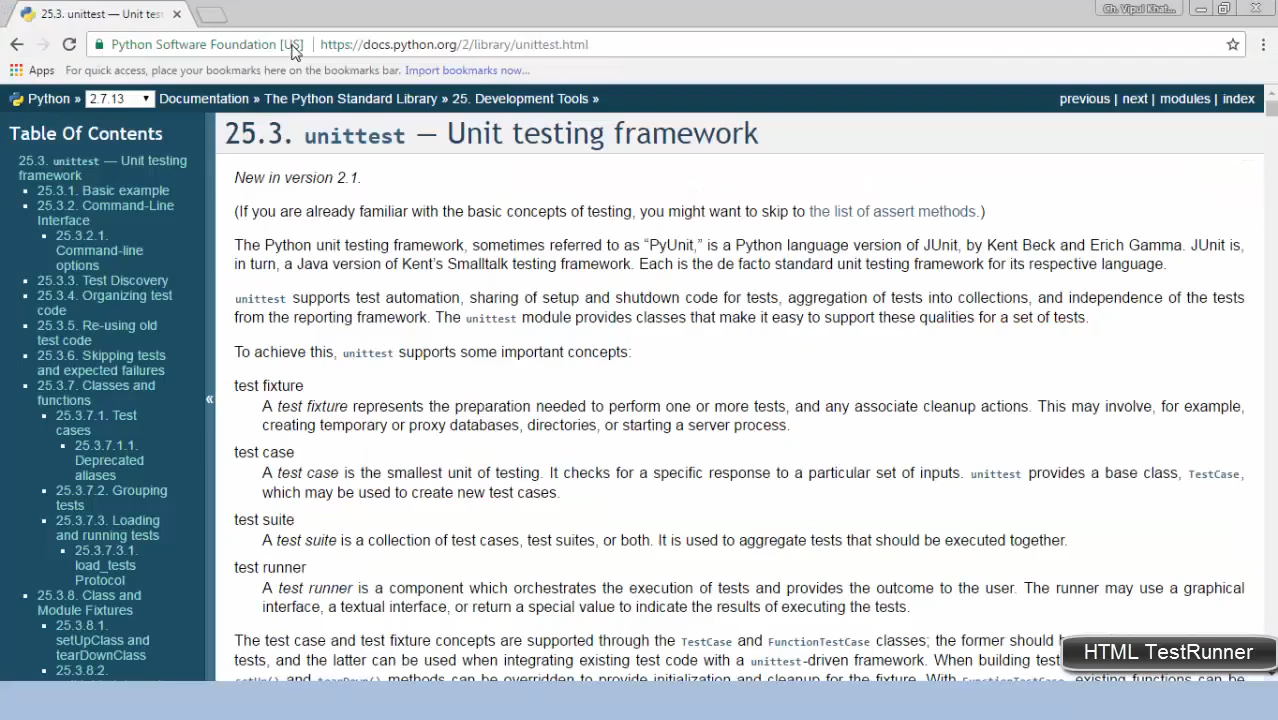 25.3. unittest — Unit tes
Ch. Vipul Khat...
Python Software Foundation [US]
https://docs.python.org/2/library/unittest.html
Apps
For quick access, place your bookmarks here on the bookmarks bar. Import bookmarks now...
Python » 2.7.13 Documentation » The Python Standard Library » 25. Development Tools »
previous | next | modules | index
Table Of Contents
25.3. unittest — Unit testing
framework
25.3.1. Basic example
25.3.2. Command-Line
Interface
25.3.2.1.
Command-line
options
25.3.3. Test Discovery
25.3.4. Organizing test
code
25.3.5. Re-using old
test code
25.3.6. Skipping tests
and expected failures
25.3.7. Classes and
functions
25.3.7.1. Test
cases
25.3.7.1.1.
Deprecated
aliases
25.3.7.2. Grouping
tests
25.3.7.3. Loading
and running tests
25.3.7.3.1.
load_tests
Protocol
25.3.8. Class and
Module Fixtures
25.3.8.1.
setUpClass and
tearDownClass
25.3.8.2.
«
25.3. unittest — Unit testing framework
New in version 2.1.
(If you are already familiar with the basic concepts of testing, you might want to skip to the list of assert methods.)
The Python unit testing framework, sometimes referred to as “PyUnit,” is a Python language version of JUnit, by Kent Beck and Erich Gamma. JUnit is,
in turn, a Java version of Kent’s Smalltalk testing framework. Each is the de facto standard unit testing framework for its respective language.
unittest supports test automation, sharing of setup and shutdown code for tests, aggregation of tests into collections, and independence of the tests
from the reporting framework. The unittest module provides classes that make it easy to support these qualities for a set of tests.
To achieve this, unittest supports some important concepts:
test fixture
A test fixture represents the preparation needed to perform one or more tests, and any associate cleanup actions. This may involve, for example,
creating temporary or proxy databases, directories, or starting a server process.
test case
A test case is the smallest unit of testing. It checks for a specific response to a particular set of inputs. unittest provides a base class, TestCase,
which may be used to create new test cases.
test suite
A test suite is a collection of test cases, test suites, or both. It is used to aggregate tests that should be executed together.
test runner
A test runner is a component which orchestrates the execution of tests and provides the outcome to the user. The runner may use a graphical
interface, a textual interface, or return a special value to indicate the results of executing the tests.
The test case and test fixture concepts are supported through the TestCase and FunctionTestCase classes; the former should
tests, and the latter can be used when integrating existing test code with a unittest-driven framework. When building test
setUp() and tearDown() methods can be overridden to provide initialization and cleanup for the fixture. With FunctionTestCase, existing functions can be
HTML TestRunner